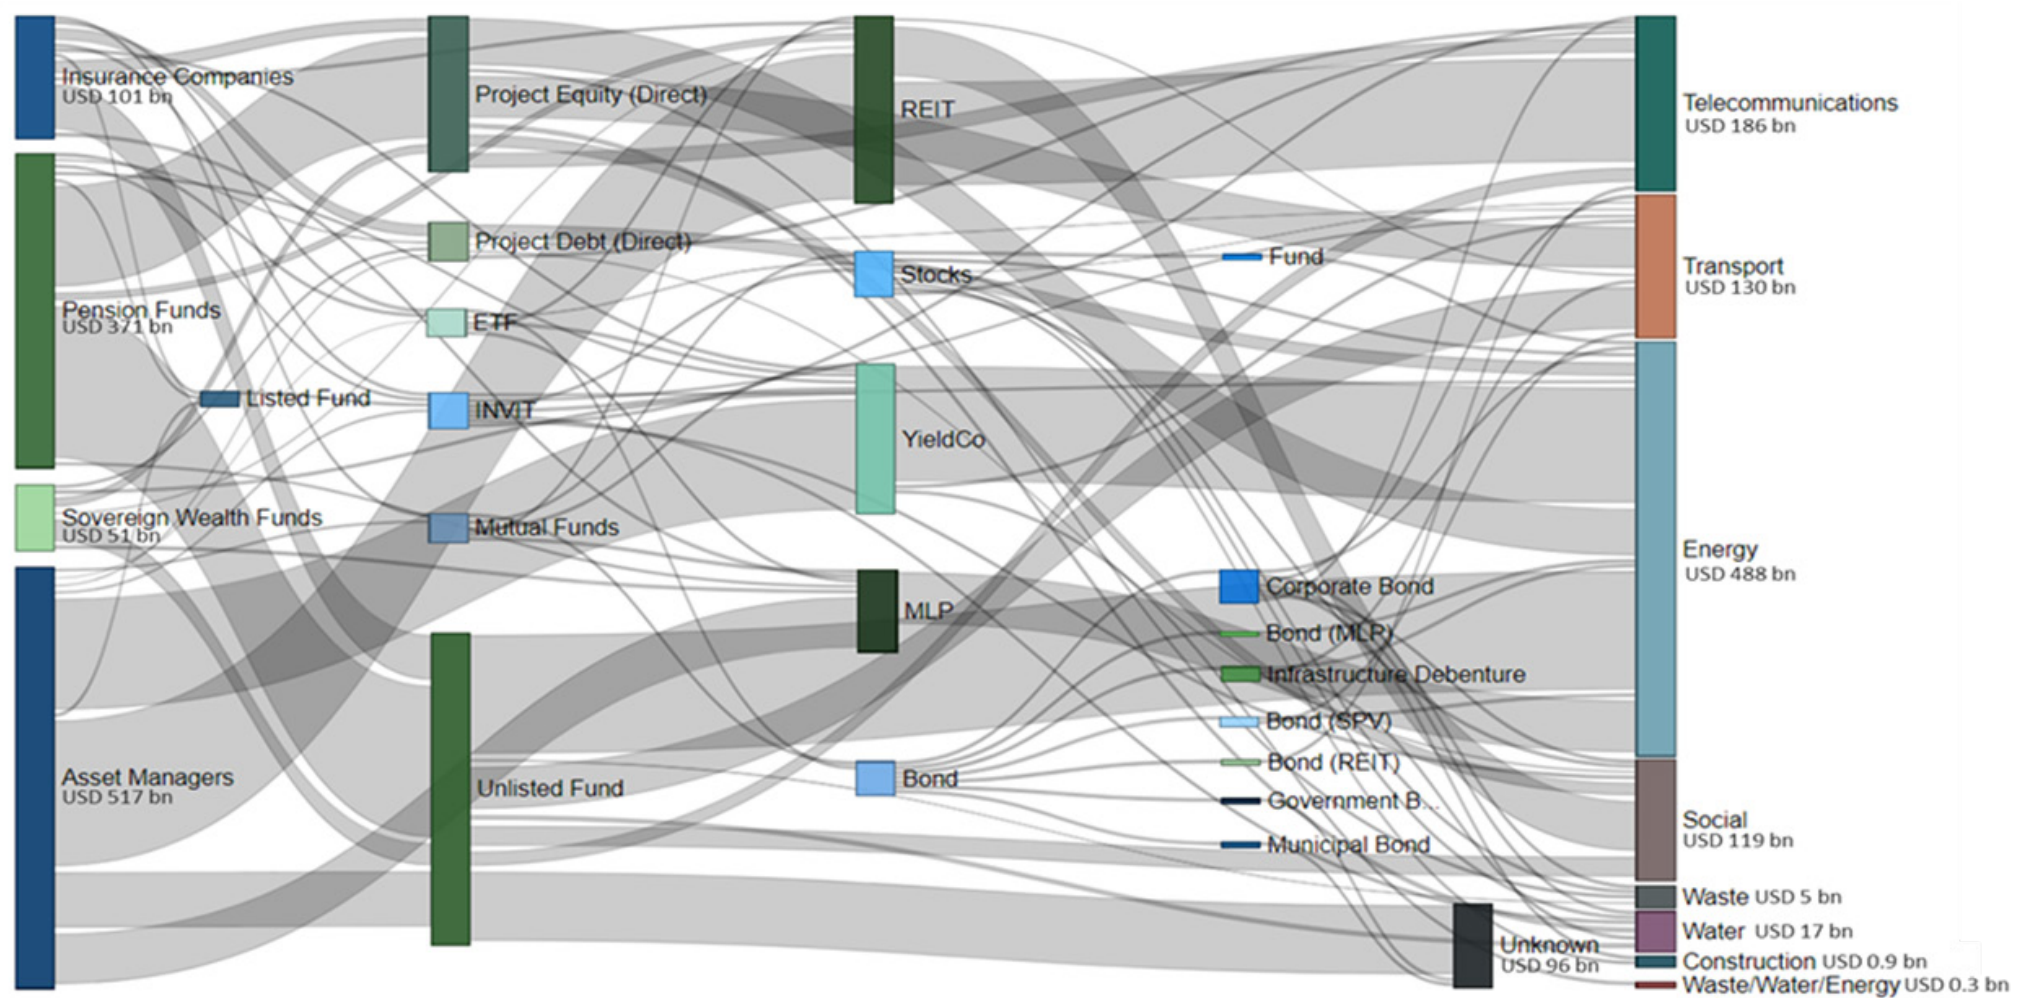 Insurance Companies
USD 101 bn
Pension Funds
USD 371 bn
Sovereign Wealth Funds
USD 51 bn
Asset Managers
USD 517 bn
Listed Fund
Project Equity (Direct)
Project Debt (Direct)
ETF
INVIT
Mutual Funds
Unlisted Fund
REIT
Stocks
YieldCo
MLP
Bond
Fund
Corporate Bond
Bond (MLP)
Infrastructure Debenture
Bond (SPV)
Bond (REIT)
Government B...
Municipal Bond
Unknown
USD 96 bn
Telecommunications
USD 186 bn
Transport
USD 130 bn
Energy
USD 488 bn
Social
USD 119 bn
Waste USD 5 bn
Water USD 17 bn
Construction USD 0.9 bn
Waste/Water/Energy USD 0.3 bn